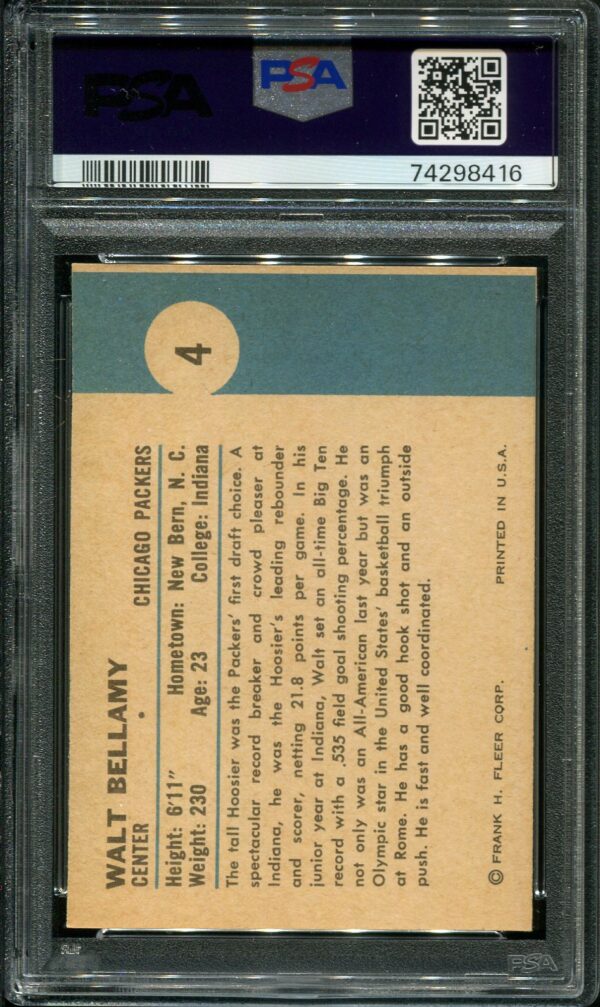 PSA
PSA
74298416
4
WALT BELLAMY
CENTER • CHICAGO PACKERS
Height: 6'11" Hometown: New Bern, N. C.
Weight: 230 Age: 23 College: Indiana
The tall Hoosier was the Packers' first draft choice. A
spectacular record breaker and crowd pleaser at
Indiana, he was the Hoosier's leading rebounder
and scorer, netting 21.8 points per game. In his
junior year at Indiana, Walt set an all-time Big Ten
record with a .535 field goal shooting percentage. He
not only was an All-American last year but was an
Olympic star in the United States' basketball triumph
at Rome. He has a good hook shot and an outside
push. He is fast and well coordinated.
© FRANK H. FLEER CORP. PRINTED IN U.S.A.
PSA